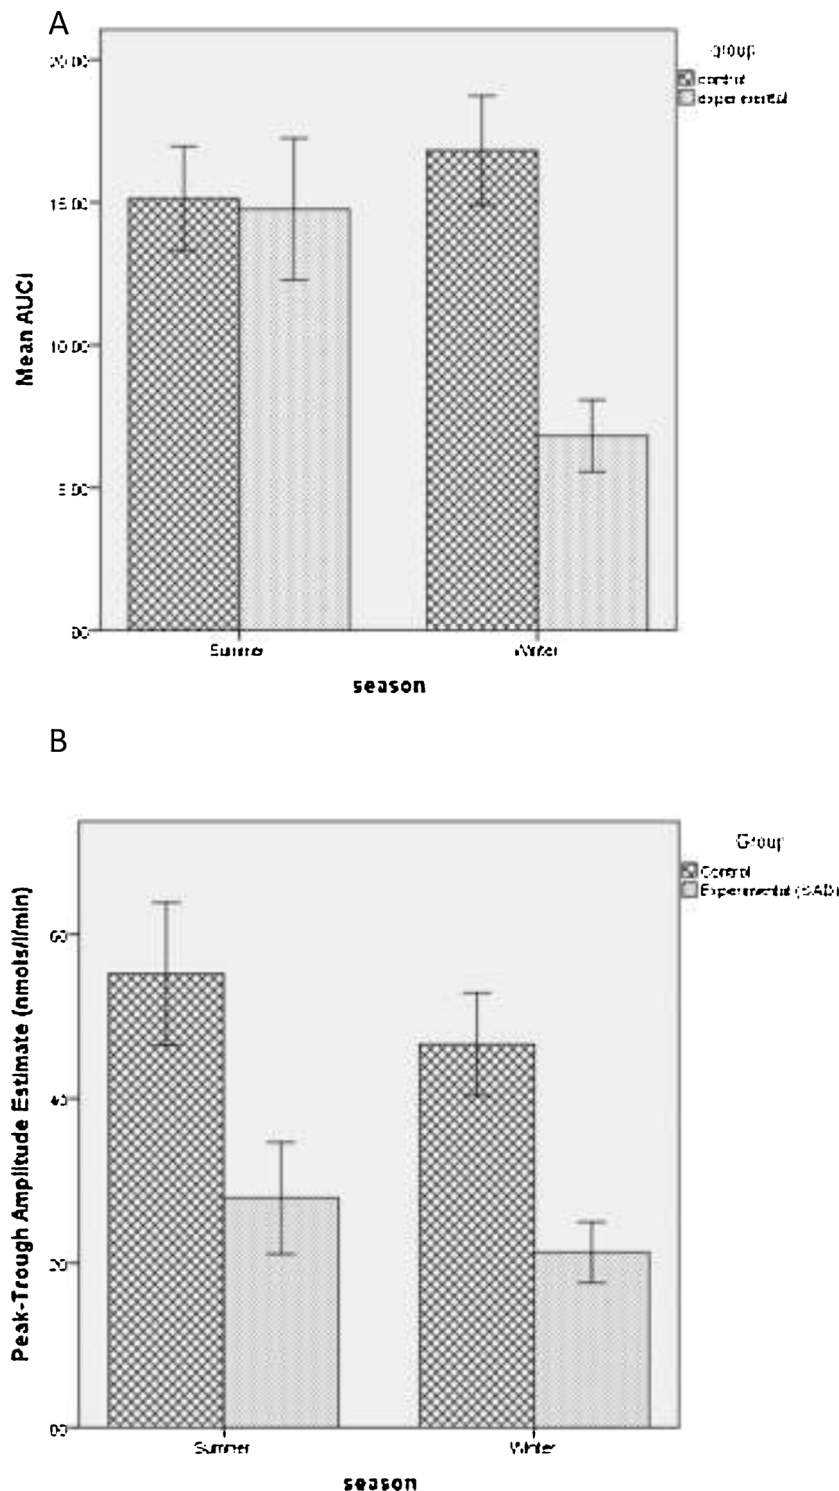 A
group
control
experimental
20.00
15.00
10.00
5.00
.00
Mean AUCI
Summer
Winter
season
B
Group
Control
Experimental (SAD)
60
40
20
Peak-Trough Amplitude Estimate (nmols/l/min)
Summer
Winter
season